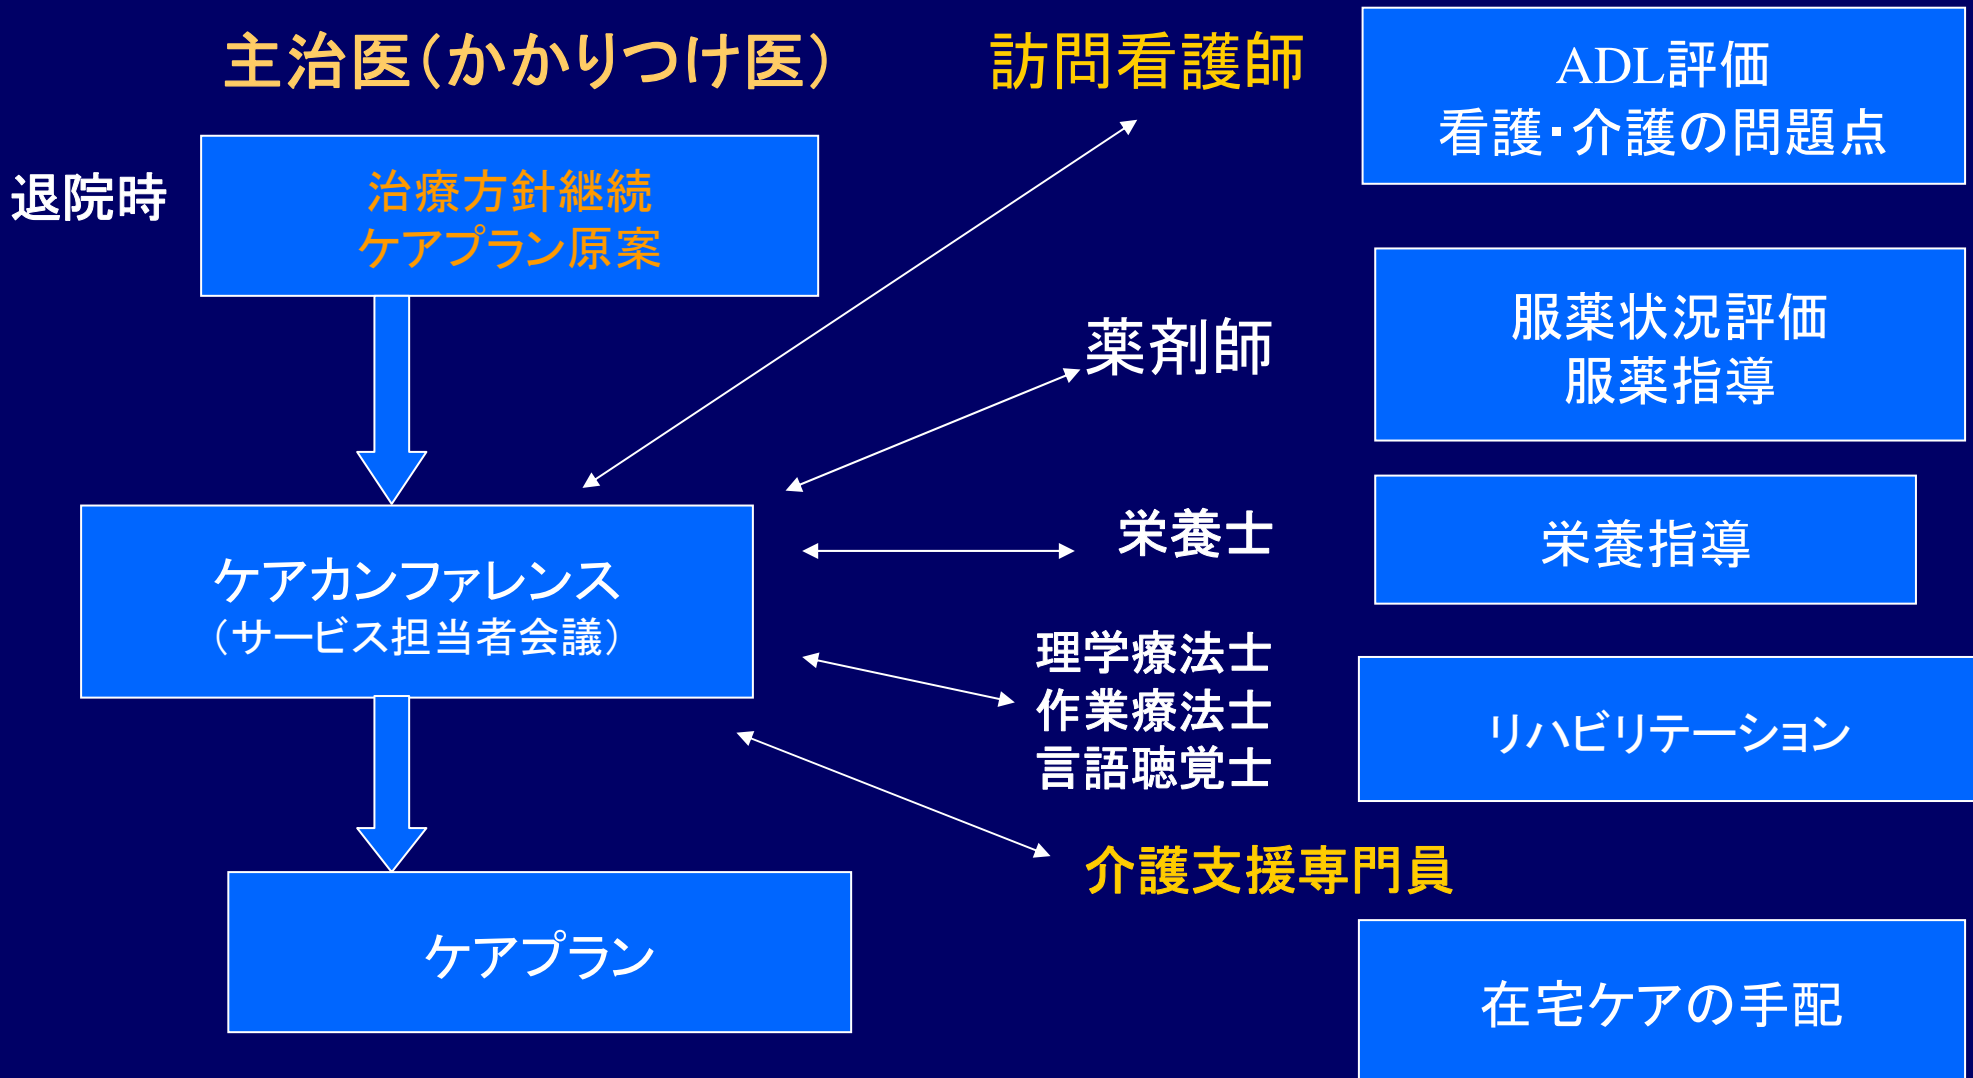 主治医(かかりつけ医)
訪問看護師
ADL評価
看護・介護の問題点
退院時
治療方針継続
ケアプラン原案
薬剤師
服薬状況評価
服薬指導
栄養士
栄養指導
ケアカンファレンス
(サービス担当者会議)
理学療法士
作業療法士
言語聴覚士
リハビリテーション
介護支援専門員
ケアプラン
在宅ケアの手配